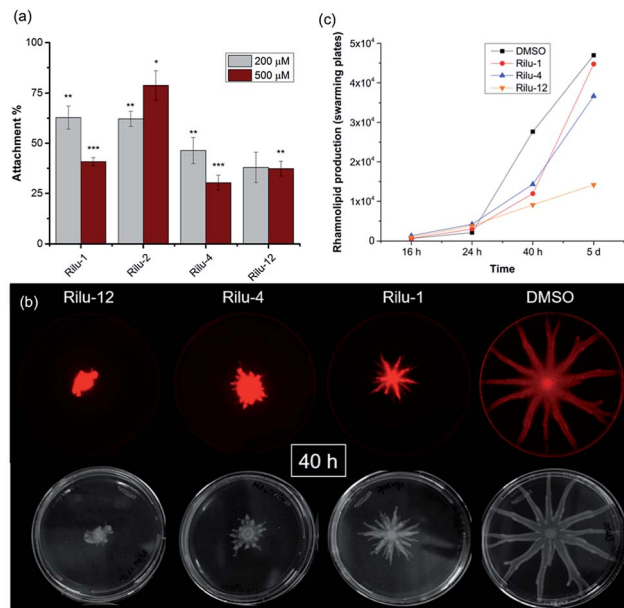 (a)
Attachment %
100
75
50
25
0
200 μM
500 μM
**
***
**
*
**
***
**
Rilu-1
Rilu-2
Rilu-4
Rilu-12
(c)
Rhamnolipid production (swarming plates)
5x10⁴
4x10⁴
3x10⁴
2x10⁴
1x10⁴
0
DMSO
Rilu-1
Rilu-4
Rilu-12
16 h
24 h
40 h
5 d
Time
(b)
Rilu-12
Rilu-4
Rilu-1
DMSO
40 h